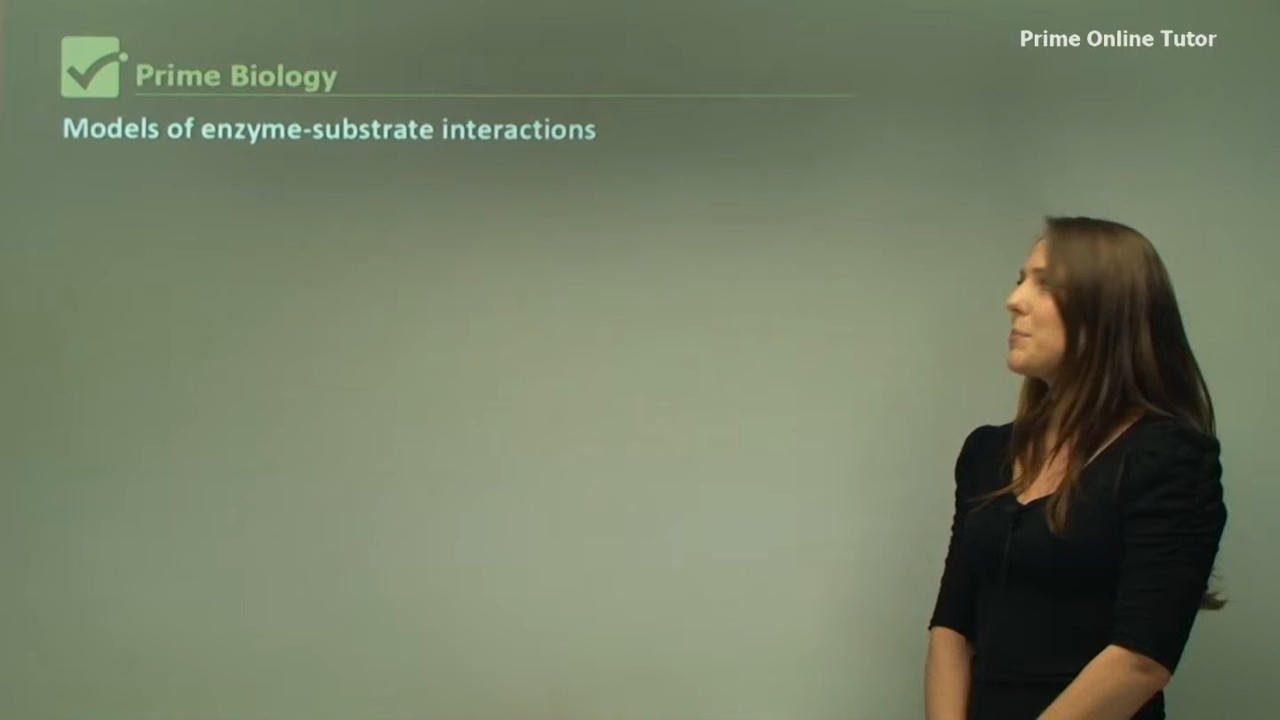 Prime Online Tutor
Prime Biology
Models of enzyme-substrate interactions